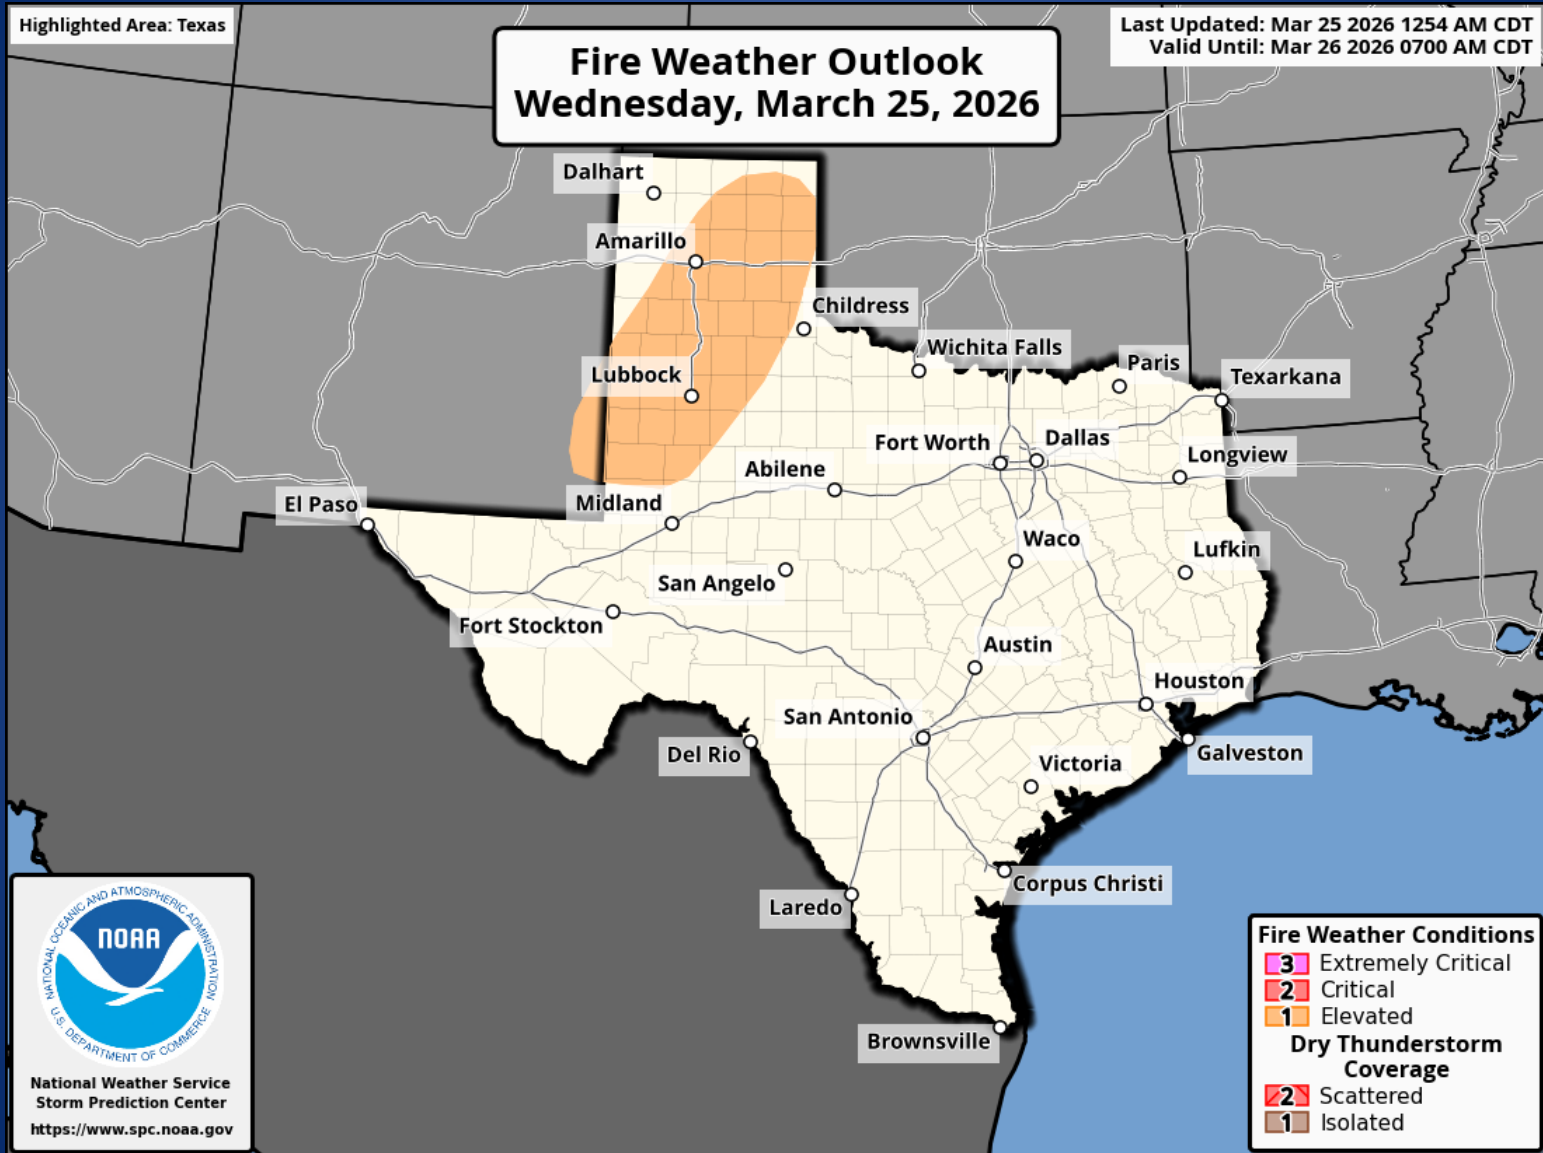 Highlighted Area: Texas
Last Updated: Mar 25 2026 1254 AM CDT
Valid Until: Mar 26 2026 0700 AM CDT
Fire Weather Outlook
Wednesday, March 25, 2026
Dalhart
Amarillo
Childress
Wichita Falls
Paris
Texarkana
Lubbock
Fort Worth
Dallas
Longview
Abilene
Midland
El Paso
Waco
Lufkin
San Angelo
Fort Stockton
Austin
Houston
San Antonio
Del Rio
Galveston
Victoria
Corpus Christi
Laredo
Brownsville
NATIONAL OCEANIC AND ATMOSPHERIC ADMINISTRATION
NOAA
U.S. DEPARTMENT OF COMMERCE
National Weather Service
Storm Prediction Center
https://www.spc.noaa.gov
Fire Weather Conditions
3 Extremely Critical
2 Critical
1 Elevated
Dry Thunderstorm
Coverage
2 Scattered
1 Isolated